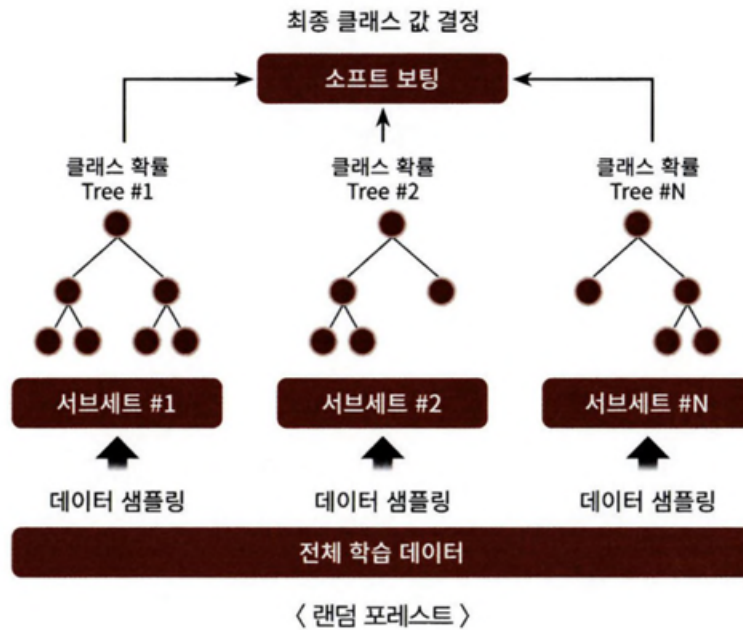 최종 클래스 값 결정
소프트 보팅
클래스 확률
Tree #1
클래스 확률
Tree #2
클래스 확률
Tree #N
서브세트 #1
서브세트 #2
서브세트 #N
데이터 샘플링
데이터 샘플링
데이터 샘플링
전체 학습 데이터
〈 랜덤 포레스트 〉